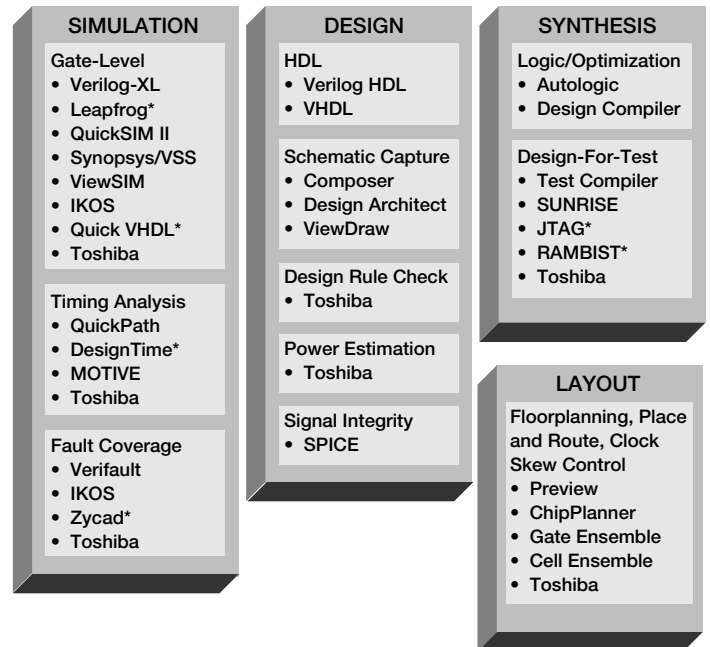 SIMULATION
Gate-Level
• Verilog-XL
• Leapfrog*
• QuickSIM II
• Synopsys/VSS
• ViewSIM
• IKOS
• Quick VHDL*
• Toshiba
Timing Analysis
• QuickPath
• DesignTime*
• MOTIVE
• Toshiba
Fault Coverage
• Verifault
• IKOS
• Zycad*
• Toshiba
DESIGN
HDL
• Verilog HDL
• VHDL
Schematic Capture
• Composer
• Design Architect
• ViewDraw
Design Rule Check
• Toshiba
Power Estimation
• Toshiba
Signal Integrity
• SPICE
SYNTHESIS
Logic/Optimization
• Autologic
• Design Compiler
Design-For-Test
• Test Compiler
• SUNRISE
• JTAG*
• RAMBIST*
• Toshiba
LAYOUT
Floorplanning, Place
and Route, Clock
Skew Control
• Preview
• ChipPlanner
• Gate Ensemble
• Cell Ensemble
• Toshiba